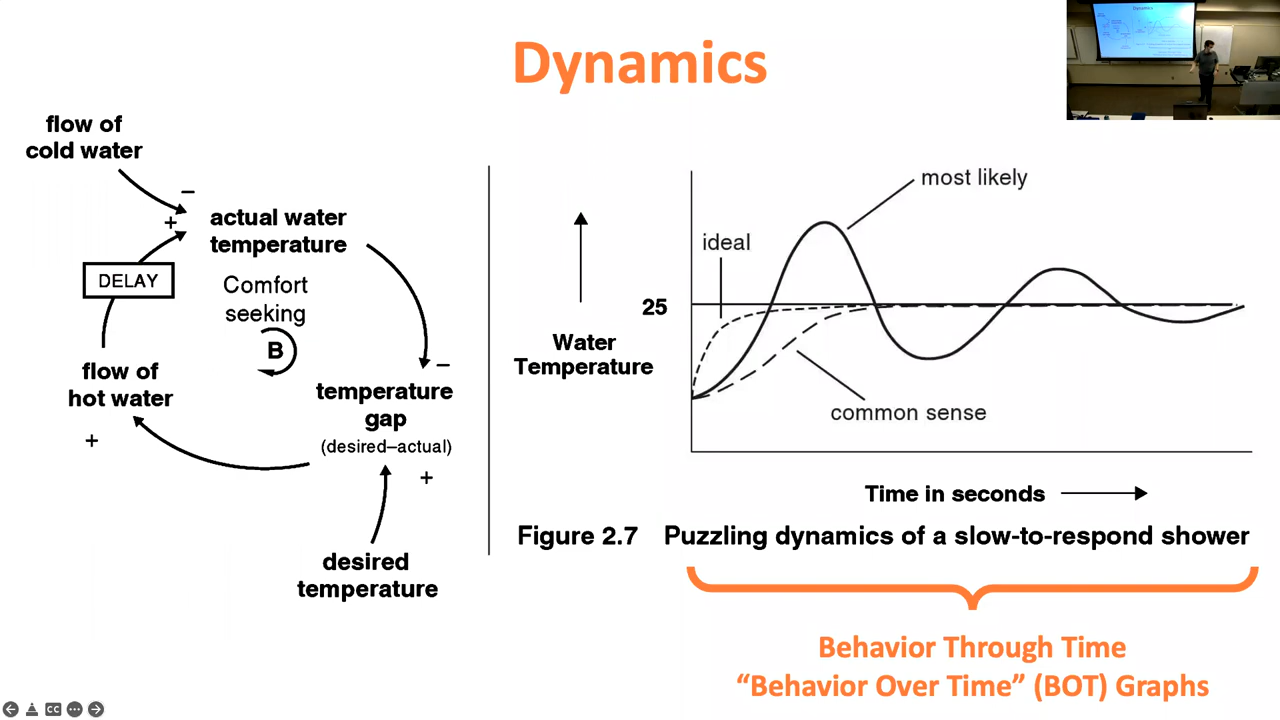 Dynamics
flow of
cold water
−
+
actual water
temperature
DELAY
Comfort
seeking
B
flow of
hot water
+
−
temperature
gap
(desired–actual)
+
desired
temperature
most likely
ideal
25
Water
Temperature
common sense
Time in seconds
Figure 2.7 Puzzling dynamics of a slow-to-respond shower
Behavior Through Time
“Behavior Over Time” (BOT) Graphs
CC
Dynamics